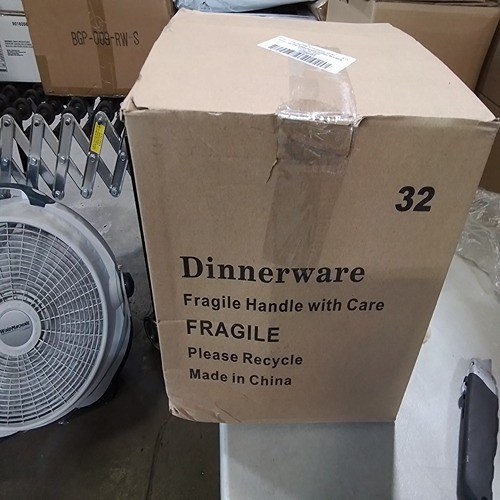 BGP-009-RW-S
32
Dinnerware
Fragile Handle with Care
FRAGILE
Please Recycle
Made in China